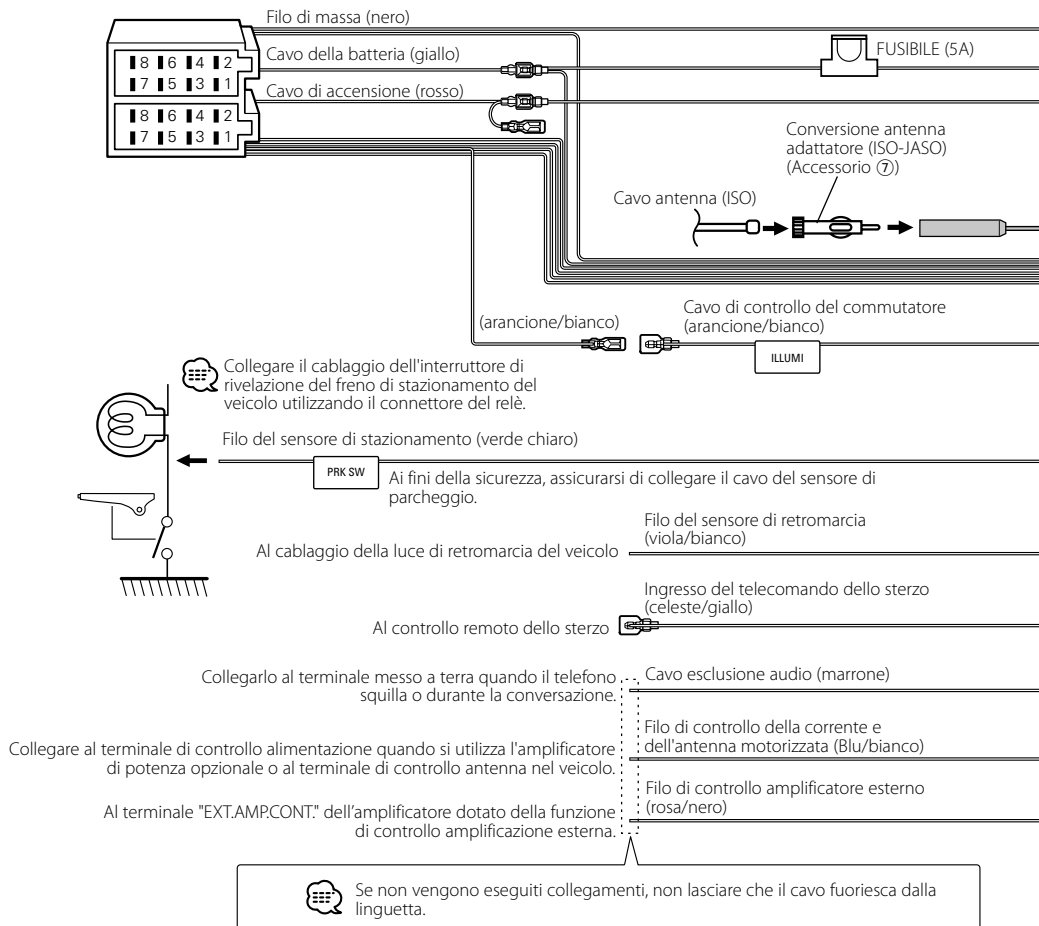 Filo di massa (nero)
Cavo della batteria (giallo)
FUSIBILE (5A)
8 6 4 2
7 5 3 1
Cavo di accensione (rosso)
8 6 4 2
7 5 3 1
Conversione antenna
adattatore (ISO-JASO)
(Accessorio ⑦)
Cavo antenna (ISO)
(arancione/bianco)
Cavo di controllo del commutatore
(arancione/bianco)
ILLUMI
Collegare il cablaggio dell'interruttore di
rivelazione del freno di stazionamento del
veicolo utilizzando il connettore del relè.
Filo del sensore di stazionamento (verde chiaro)
PRK SW
Ai fini della sicurezza, assicurarsi di collegare il cavo del sensore di
parcheggio.
Filo del sensore di retromarcia
(viola/bianco)
Al cablaggio della luce di retromarcia del veicolo
Ingresso del telecomando dello sterzo
(celeste/giallo)
Al controllo remoto dello sterzo
Collegarlo al terminale messo a terra quando il telefono
squilla o durante la conversazione.
Cavo esclusione audio (marrone)
Filo di controllo della corrente e
dell'antenna motorizzata (Blu/bianco)
Collegare al terminale di controllo alimentazione quando si utilizza l'amplificatore
di potenza opzionale o al terminale di controllo antenna nel veicolo.
Filo di controllo amplificatore esterno
(rosa/nero)
Al terminale "EXT.AMP.CONT." dell'amplificatore dotato della funzione
di controllo amplificazione esterna.
Se non vengono eseguiti collegamenti, non lasciare che il cavo fuoriesca dalla
linguetta.